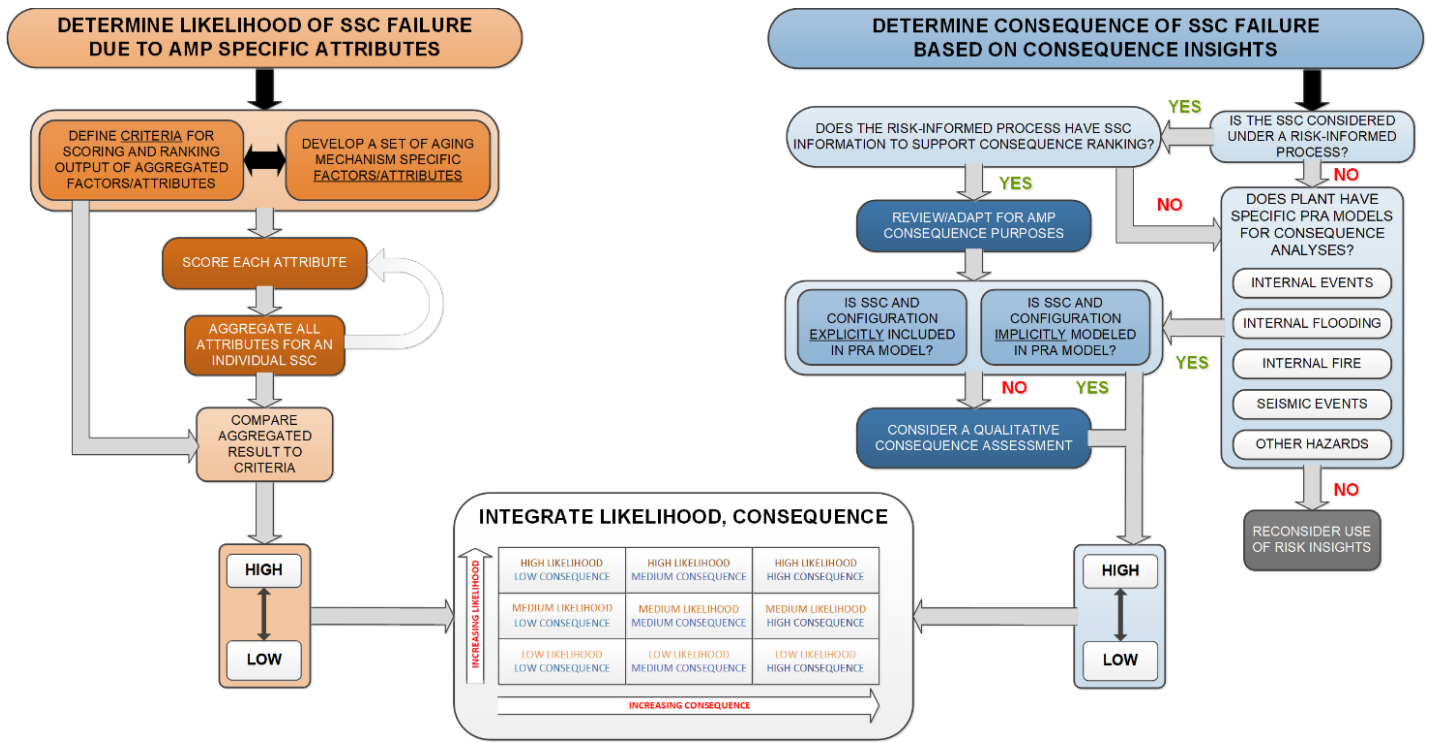 DETERMINE LIKELIHOOD OF SSC FAILURE
DUE TO AMP SPECIFIC ATTRIBUTES
DEFINE CRITERIA FOR
SCORING AND RANKING
OUTPUT OF AGGREGATED
FACTORS/ATTRIBUTES
DEVELOP A SET OF AGING
MECHANISM SPECIFIC
FACTORS/ATTRIBUTES
SCORE EACH ATTRIBUTE
AGGREGATE ALL
ATTRIBUTES FOR AN
INDIVIDUAL SSC
COMPARE
AGGREGATED
RESULT TO
CRITERIA
HIGH
LOW
DETERMINE CONSEQUENCE OF SSC FAILURE
BASED ON CONSEQUENCE INSIGHTS
IS THE SSC CONSIDERED
UNDER A RISK-INFORMED
PROCESS?
YES
NO
DOES THE RISK-INFORMED PROCESS HAVE SSC
INFORMATION TO SUPPORT CONSEQUENCE RANKING?
YES
NO
REVIEW/ADAPT FOR AMP
CONSEQUENCE PURPOSES
DOES PLANT HAVE
SPECIFIC PRA MODELS
FOR CONSEQUENCE
ANALYSES?
INTERNAL EVENTS
INTERNAL FLOODING
INTERNAL FIRE
SEISMIC EVENTS
OTHER HAZARDS
YES
NO
RECONSIDER USE
OF RISK INSIGHTS
IS SSC AND
CONFIGURATION
EXPLICITLY INCLUDED
IN PRA MODEL?
IS SSC AND
CONFIGURATION
IMPLICITLY MODELED
IN PRA MODEL?
NO
YES
CONSIDER A QUALITATIVE
CONSEQUENCE ASSESSMENT
HIGH
LOW
INTEGRATE LIKELIHOOD, CONSEQUENCE
INCREASING LIKELIHOOD
HIGH LIKELIHOOD
LOW CONSEQUENCE
HIGH LIKELIHOOD
MEDIUM CONSEQUENCE
HIGH LIKELIHOOD
HIGH CONSEQUENCE
MEDIUM LIKELIHOOD
LOW CONSEQUENCE
MEDIUM LIKELIHOOD
MEDIUM CONSEQUENCE
MEDIUM LIKELIHOOD
HIGH CONSEQUENCE
LOW LIKELIHOOD
LOW CONSEQUENCE
LOW LIKELIHOOD
MEDIUM CONSEQUENCE
LOW LIKELIHOOD
HIGH CONSEQUENCE
INCREASING CONSEQUENCE